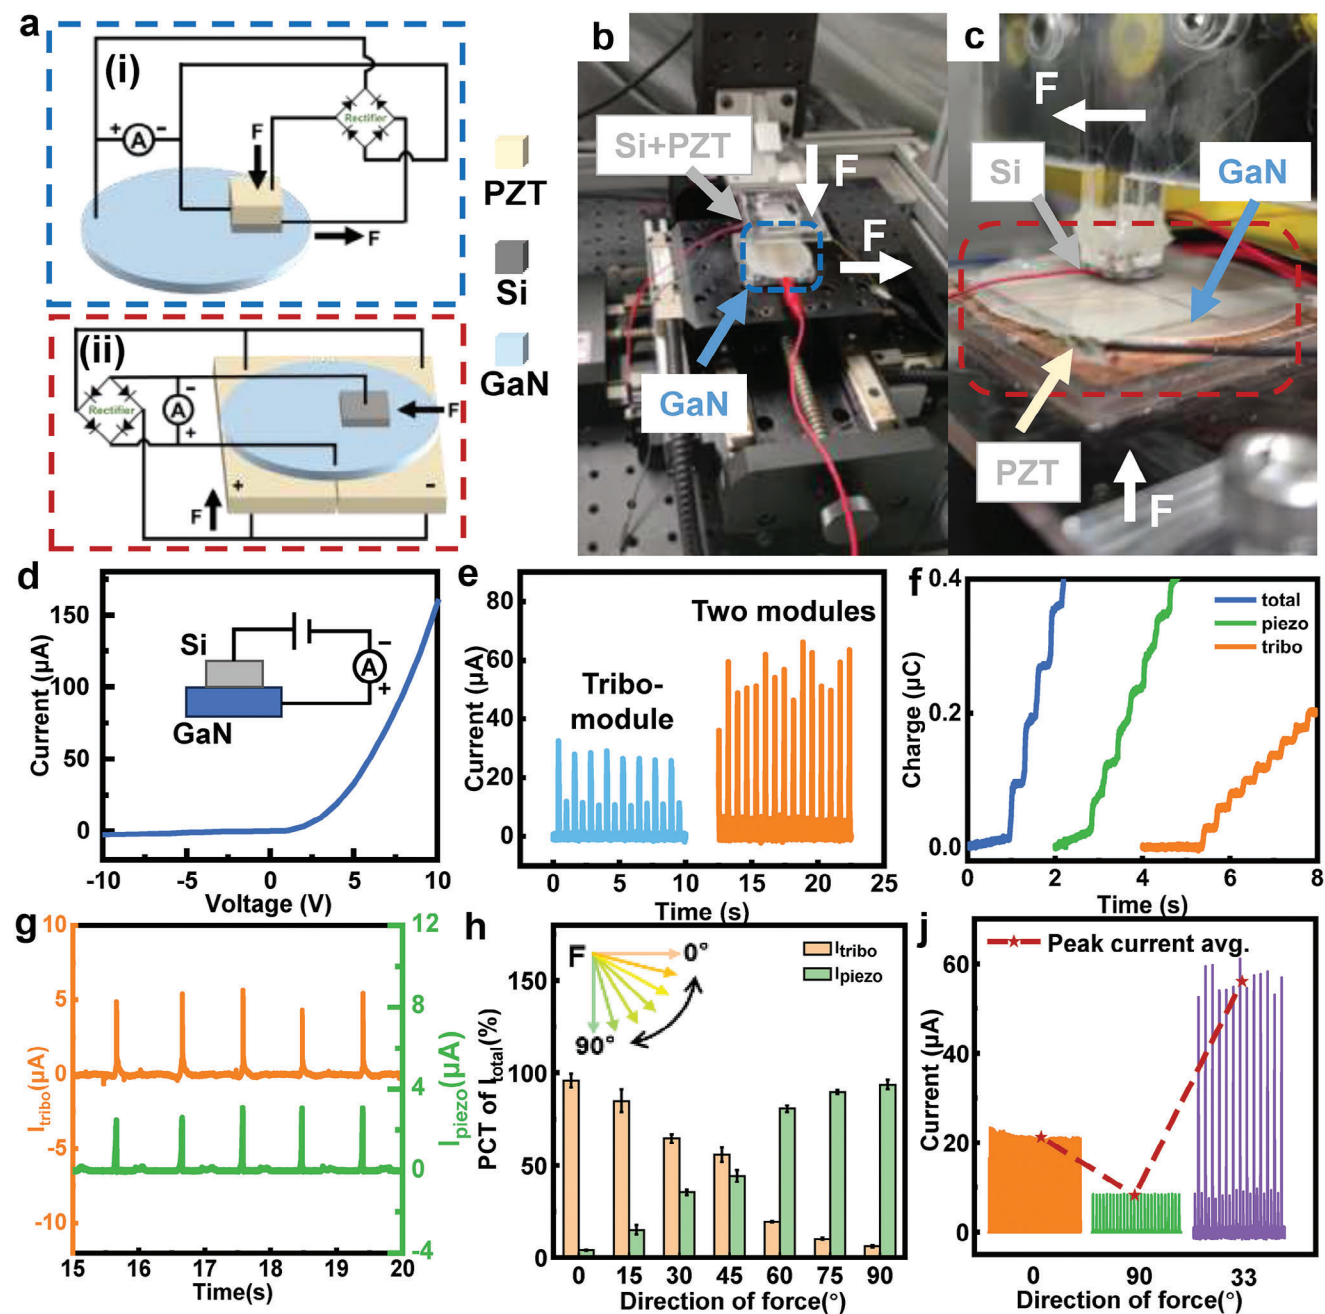 a
(i)
Rectifier
+ A -
F
F
PZT
Si
GaN
(ii)
Rectifier
-
A
+
F
+
-
F
b
Si+PZT
F
F
GaN
c
F
Si
GaN
PZT
F
d
Current (μA)
150
100
50
0
-10 -5 0 5 10
Voltage (V)
Si
GaN
-
A
+
e
Current (μA)
80
60
40
20
0
0 5 10 15 20 25
Time (s)
Two modules
Tribo-
module
f
Charge (μC)
0.4
0.2
0.0
0 2 4 6 8
Time (s)
total
piezo
tribo
g
Itribo(μA)
10
5
0
-5
-10
15 16 17 18 19 20
Time(s)
12
8
4
0
-4
Ipiezo(μA)
h
PCT of Itotal(%)
150
100
50
0
0 15 30 45 60 75 90
Direction of force(°)
F
0°
90°
Itribo
Ipiezo
j
Peak current avg.
Current (μA)
60
40
20
0
0 90 33
Direction of force(°)